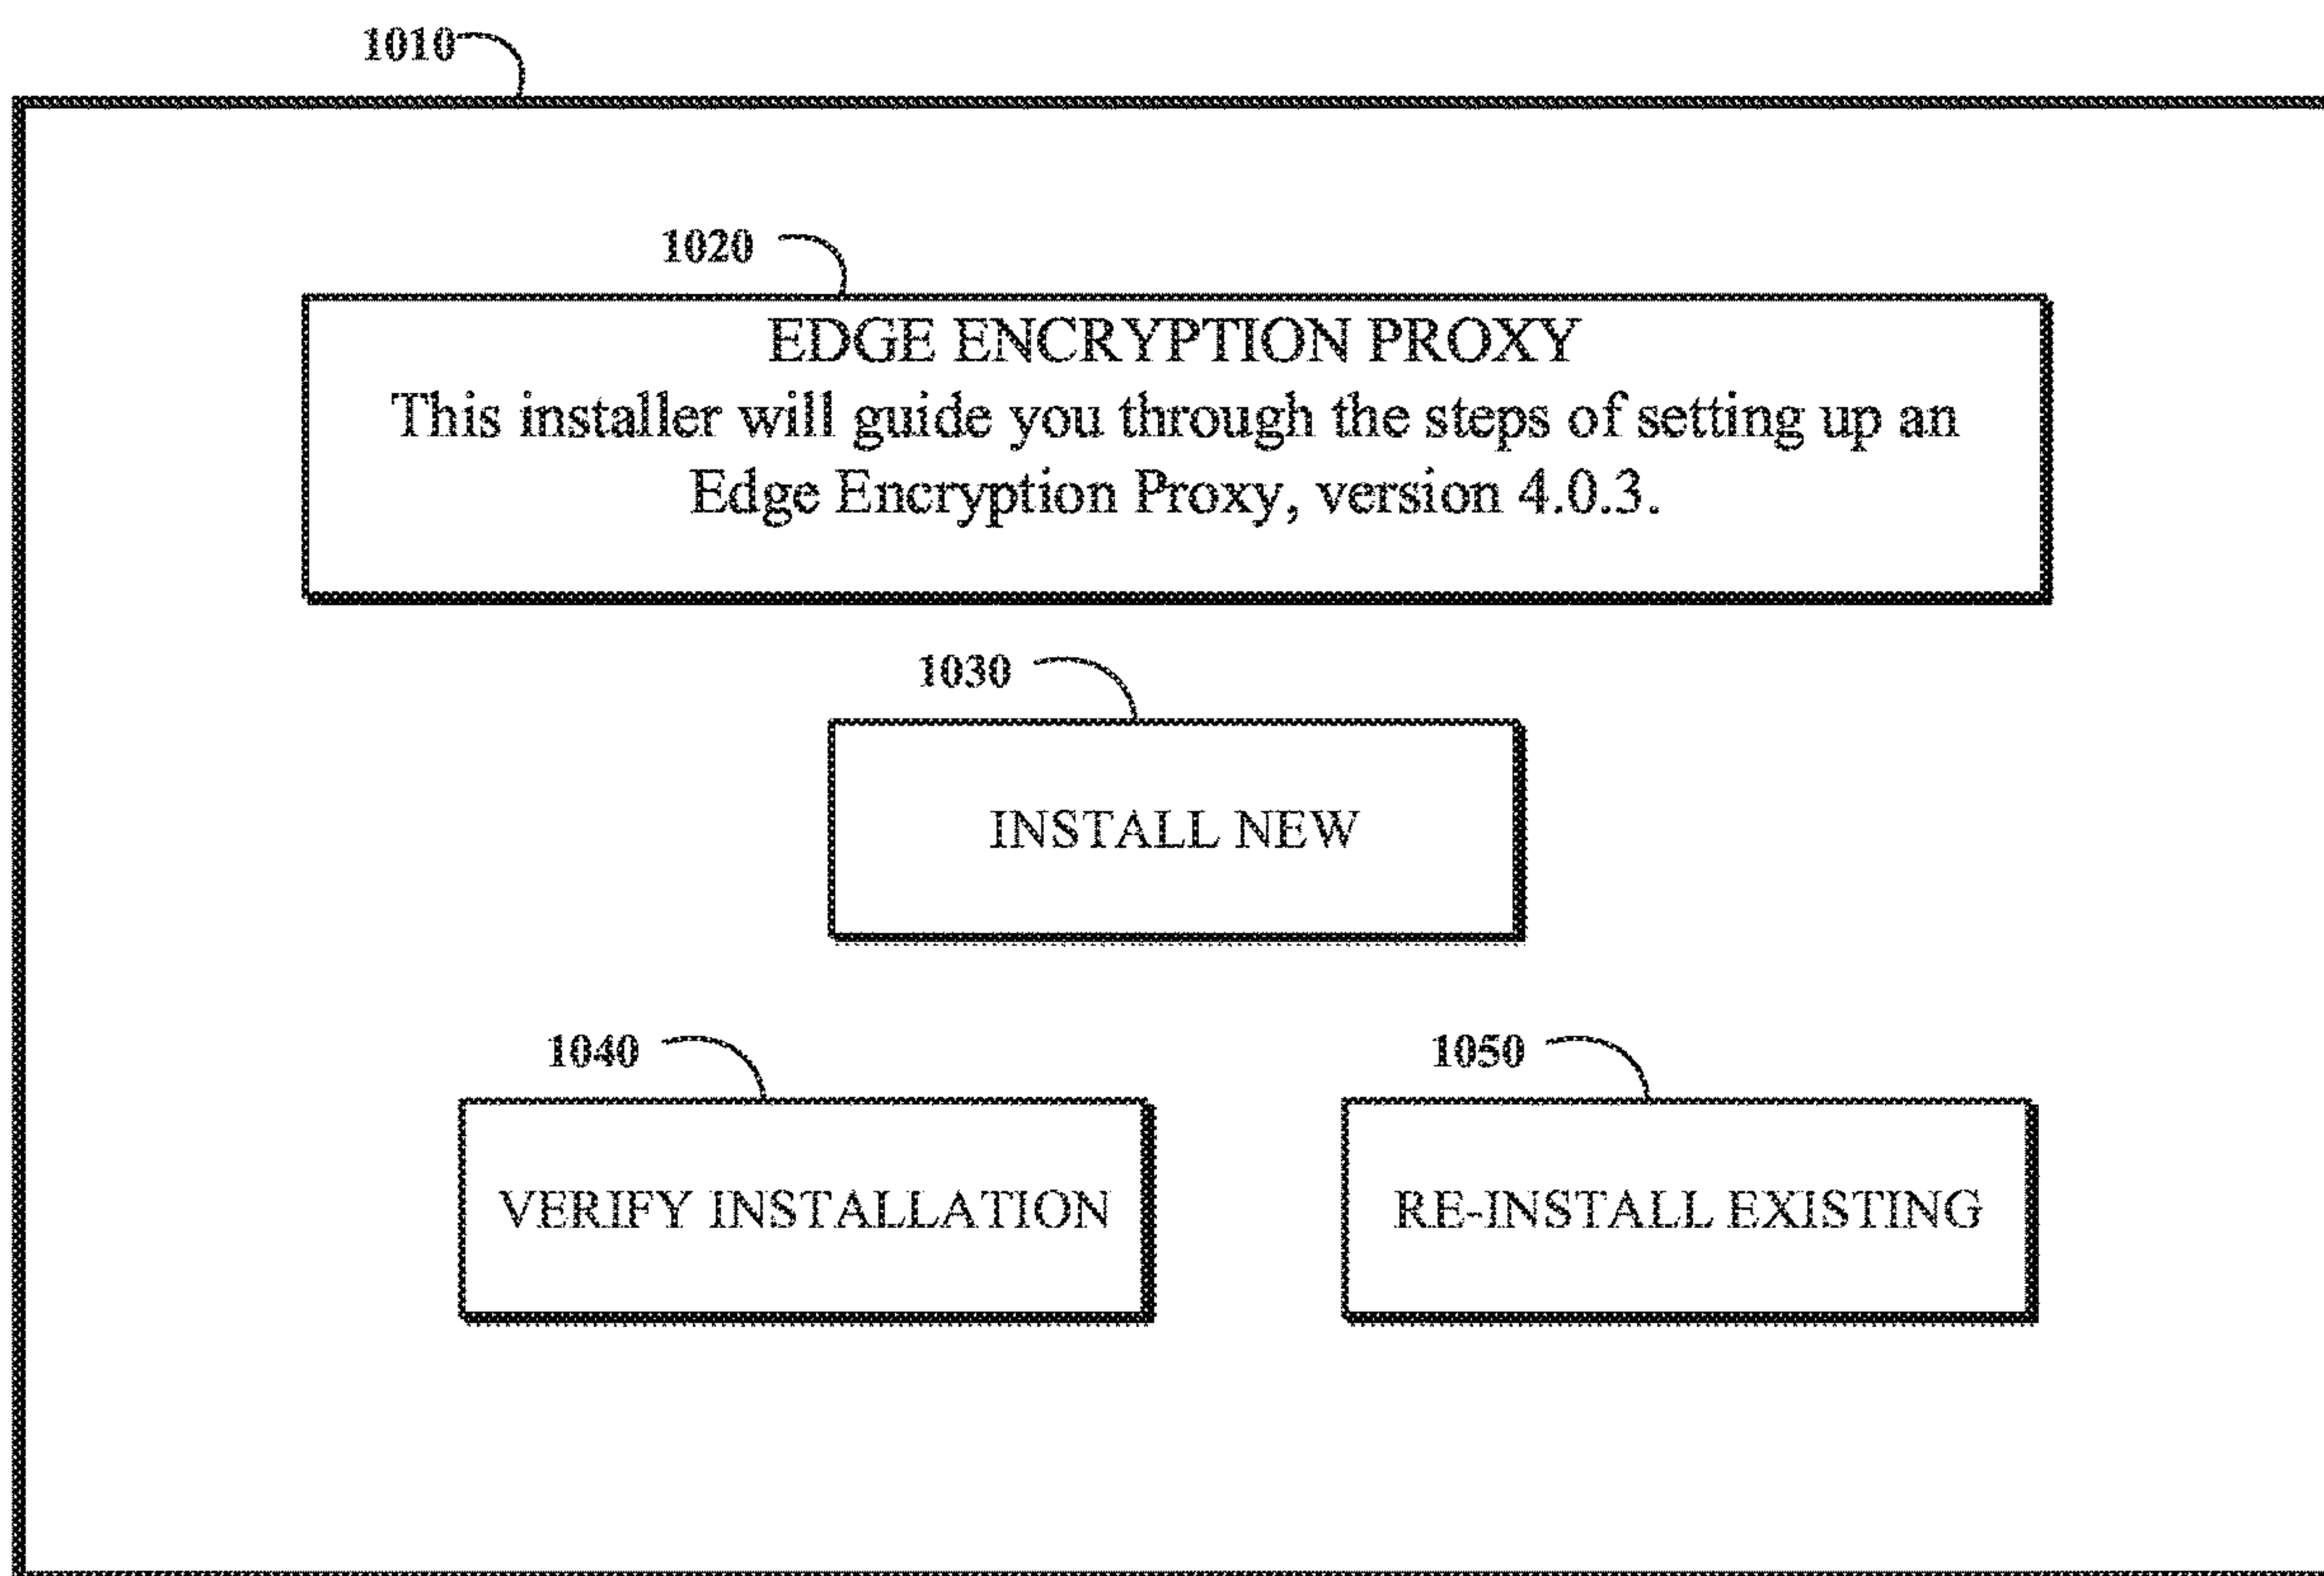 1010
1020
EDGE ENCRYPTION PROXY
This installer will guide you through the steps of setting up an
Edge Encryption Proxy, version 4.0.3.
1030
INSTALL NEW
1040
VERIFY INSTALLATION
1050
RE-INSTALL EXISTING